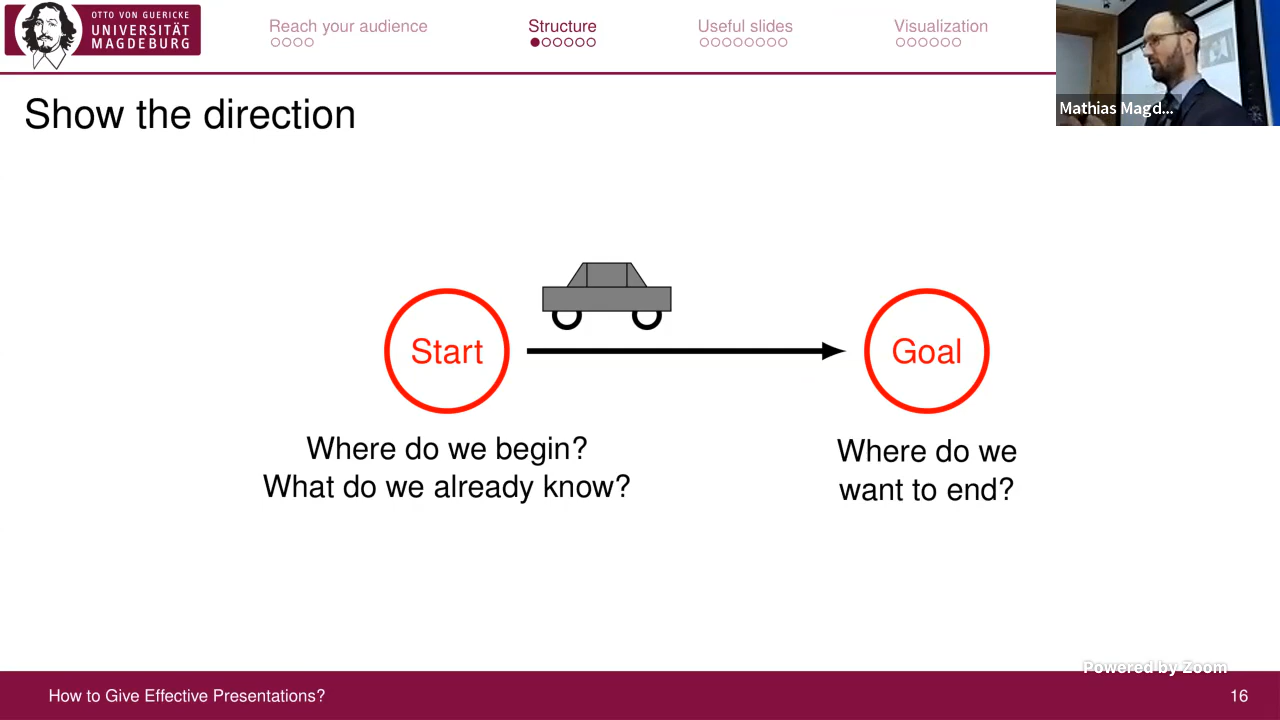 OTTO VON GUERICKE
UNIVERSITÄT
MAGDEBURG
Reach your audience
Structure
Useful slides
Visualization
Mathias Magd...
Show the direction
Start
Goal
Where do we begin?
What do we already know?
Where do we
want to end?
Powered by Zoom
How to Give Effective Presentations?
16